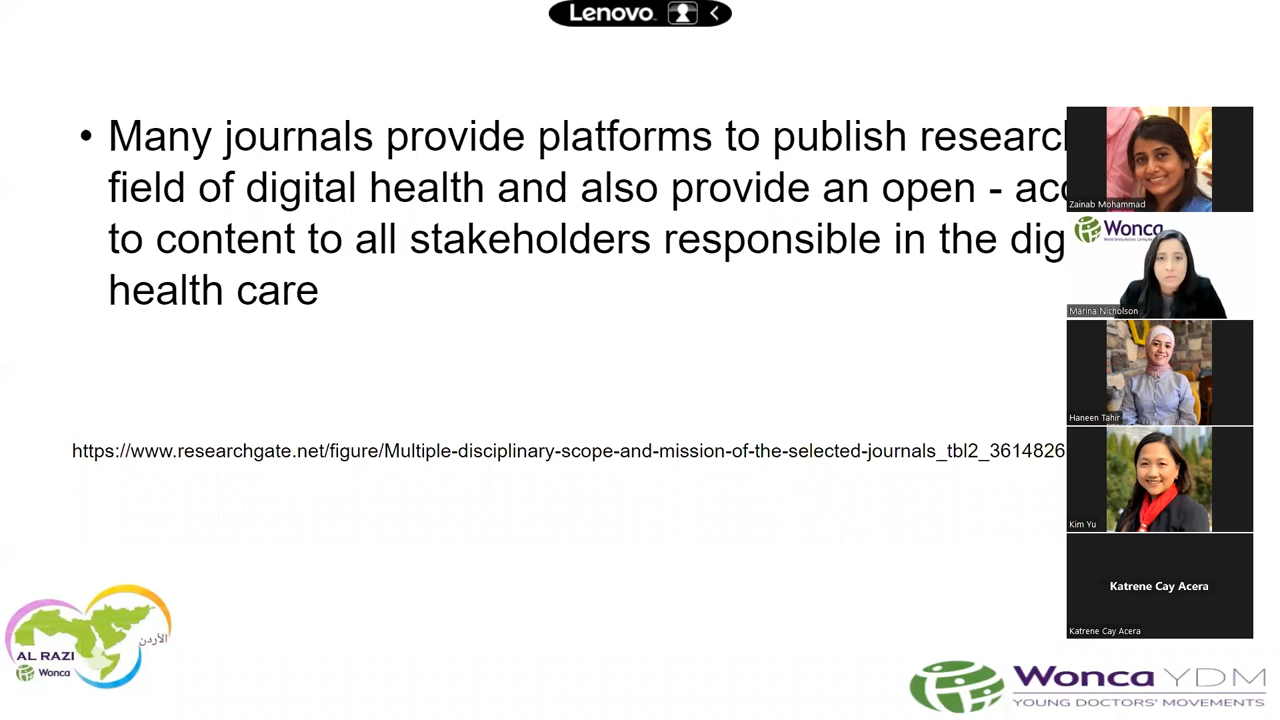 Lenovo
• Many journals provide platforms to publish research
field of digital health and also provide an open - acc
to content to all stakeholders responsible in the dig
health care
https://www.researchgate.net/figure/Multiple-disciplinary-scope-and-mission-of-the-selected-journals_tbl2_3614826
Zainab Mohammad
Wonca
Marina Nicholson
Haneen Tahir
Kim Yu
Katrene Cay Acera
Katrene Cay Acera
الأردن
AL RAZI
Wonca
Wonca YDM
YOUNG DOCTORS' MOVEMENTS